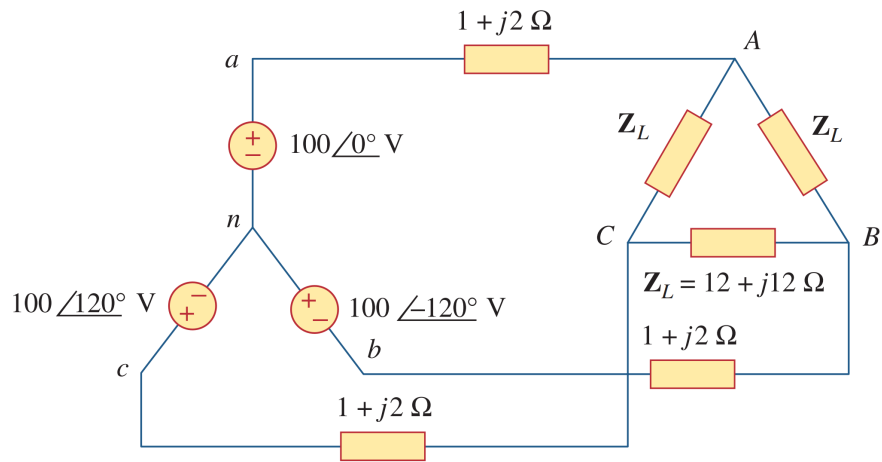 1 + j2 Ω
a
A
+
−
100∠0° V
Z_L
Z_L
n
C
B
100∠120° V
−
+
+
−
100∠−120° V
Z_L = 12 + j12 Ω
b
1 + j2 Ω
c
1 + j2 Ω